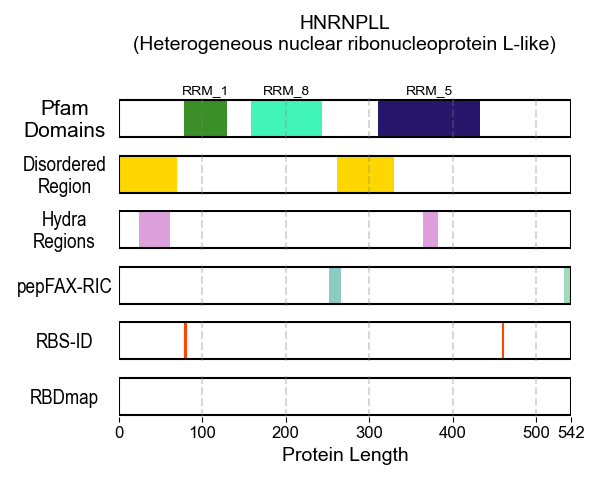 HNRNPLL
(Heterogeneous nuclear ribonucleoprotein L-like)
RRM_1 RRM_8 RRM_5
Pfam
Domains
Disordered
Region
Hydra
Regions
pepFAX-RIC
RBS-ID
RBDmap
0 100 200 300 400 500 542
Protein Length